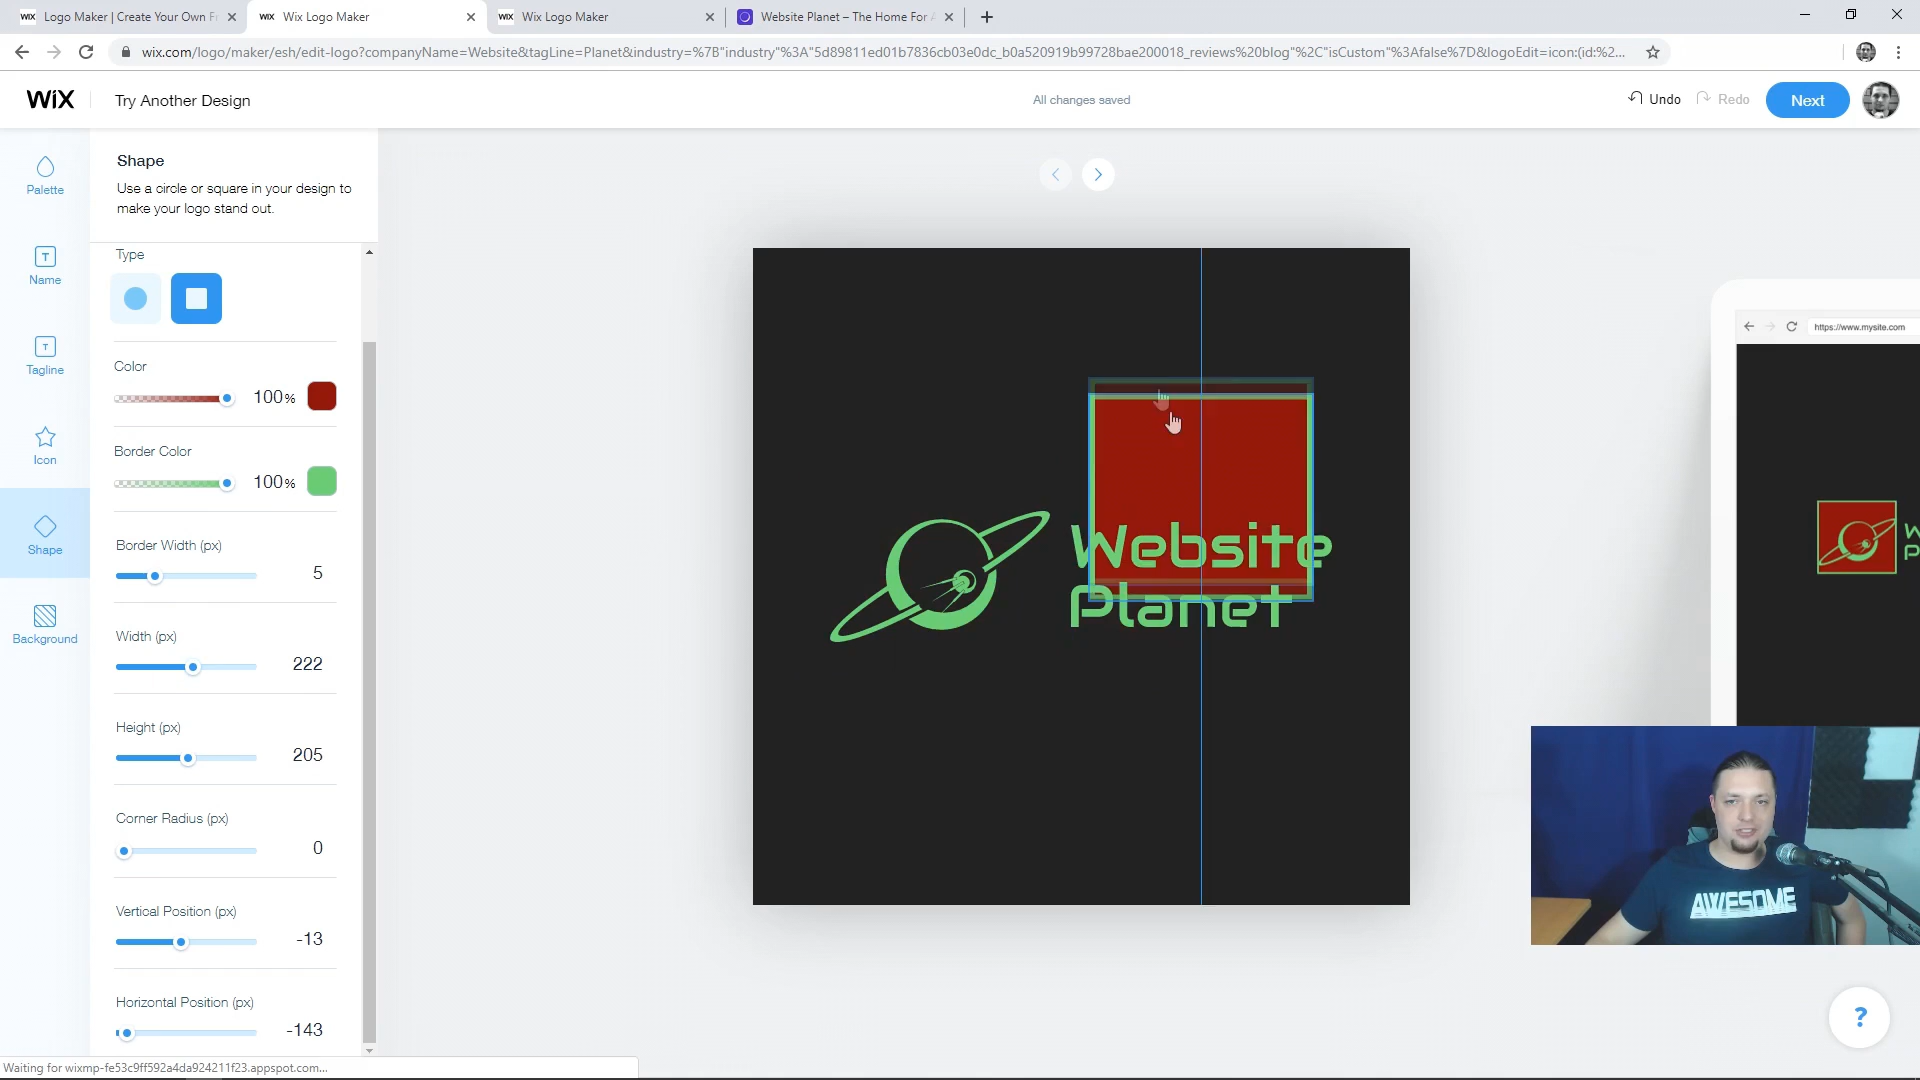 WIX Logo Maker | Create Your Own Fr
WIX Wix Logo Maker
WIX Wix Logo Maker
Website Planet – The Home For A
wix.com/logo/maker/esh/edit-logo?companyName=Website&tagLine=Planet&industry=%7B"industry"%3A"5d89811ed01b7836cb03e0dc_b0a520919b99728bae200018_reviews%20blog"%2C"isCustom"%3Afalse%7D&logoEdit=icon:(id:%2...
WiX
Try Another Design
All changes saved
Undo
Redo
Next
Palette
Name
Tagline
Icon
Shape
Background
Shape
Use a circle or square in your design to
make your logo stand out.
Type
Color
100%
Border Color
100%
Border Width (px)
5
Width (px)
222
Height (px)
205
Corner Radius (px)
0
Vertical Position (px)
-13
Horizontal Position (px)
-143
Website
Planet
https://www.mysite.com
AWESOME
?
Waiting for wixmp-fe53c9ff592a4da924211f23.appspot.com...